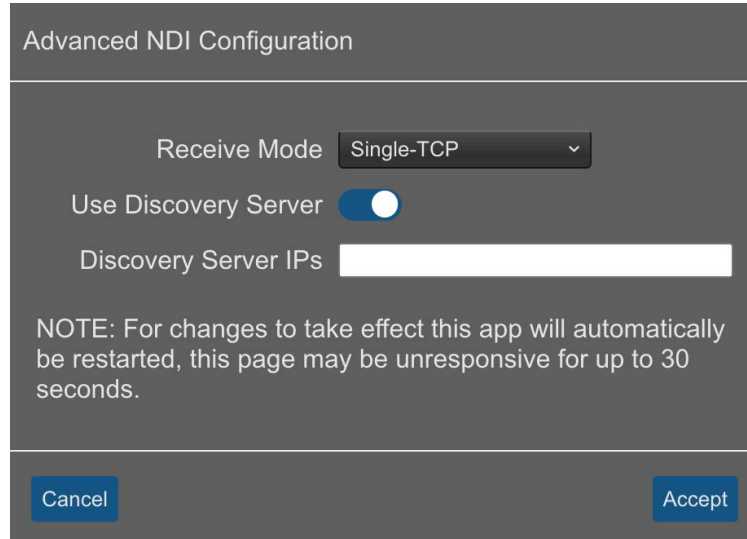 Advanced NDI Configuration
Receive Mode Single-TCP
Use Discovery Server
Discovery Server IPs
NOTE: For changes to take effect this app will automatically
be restarted, this page may be unresponsive for up to 30
seconds.
Cancel Accept